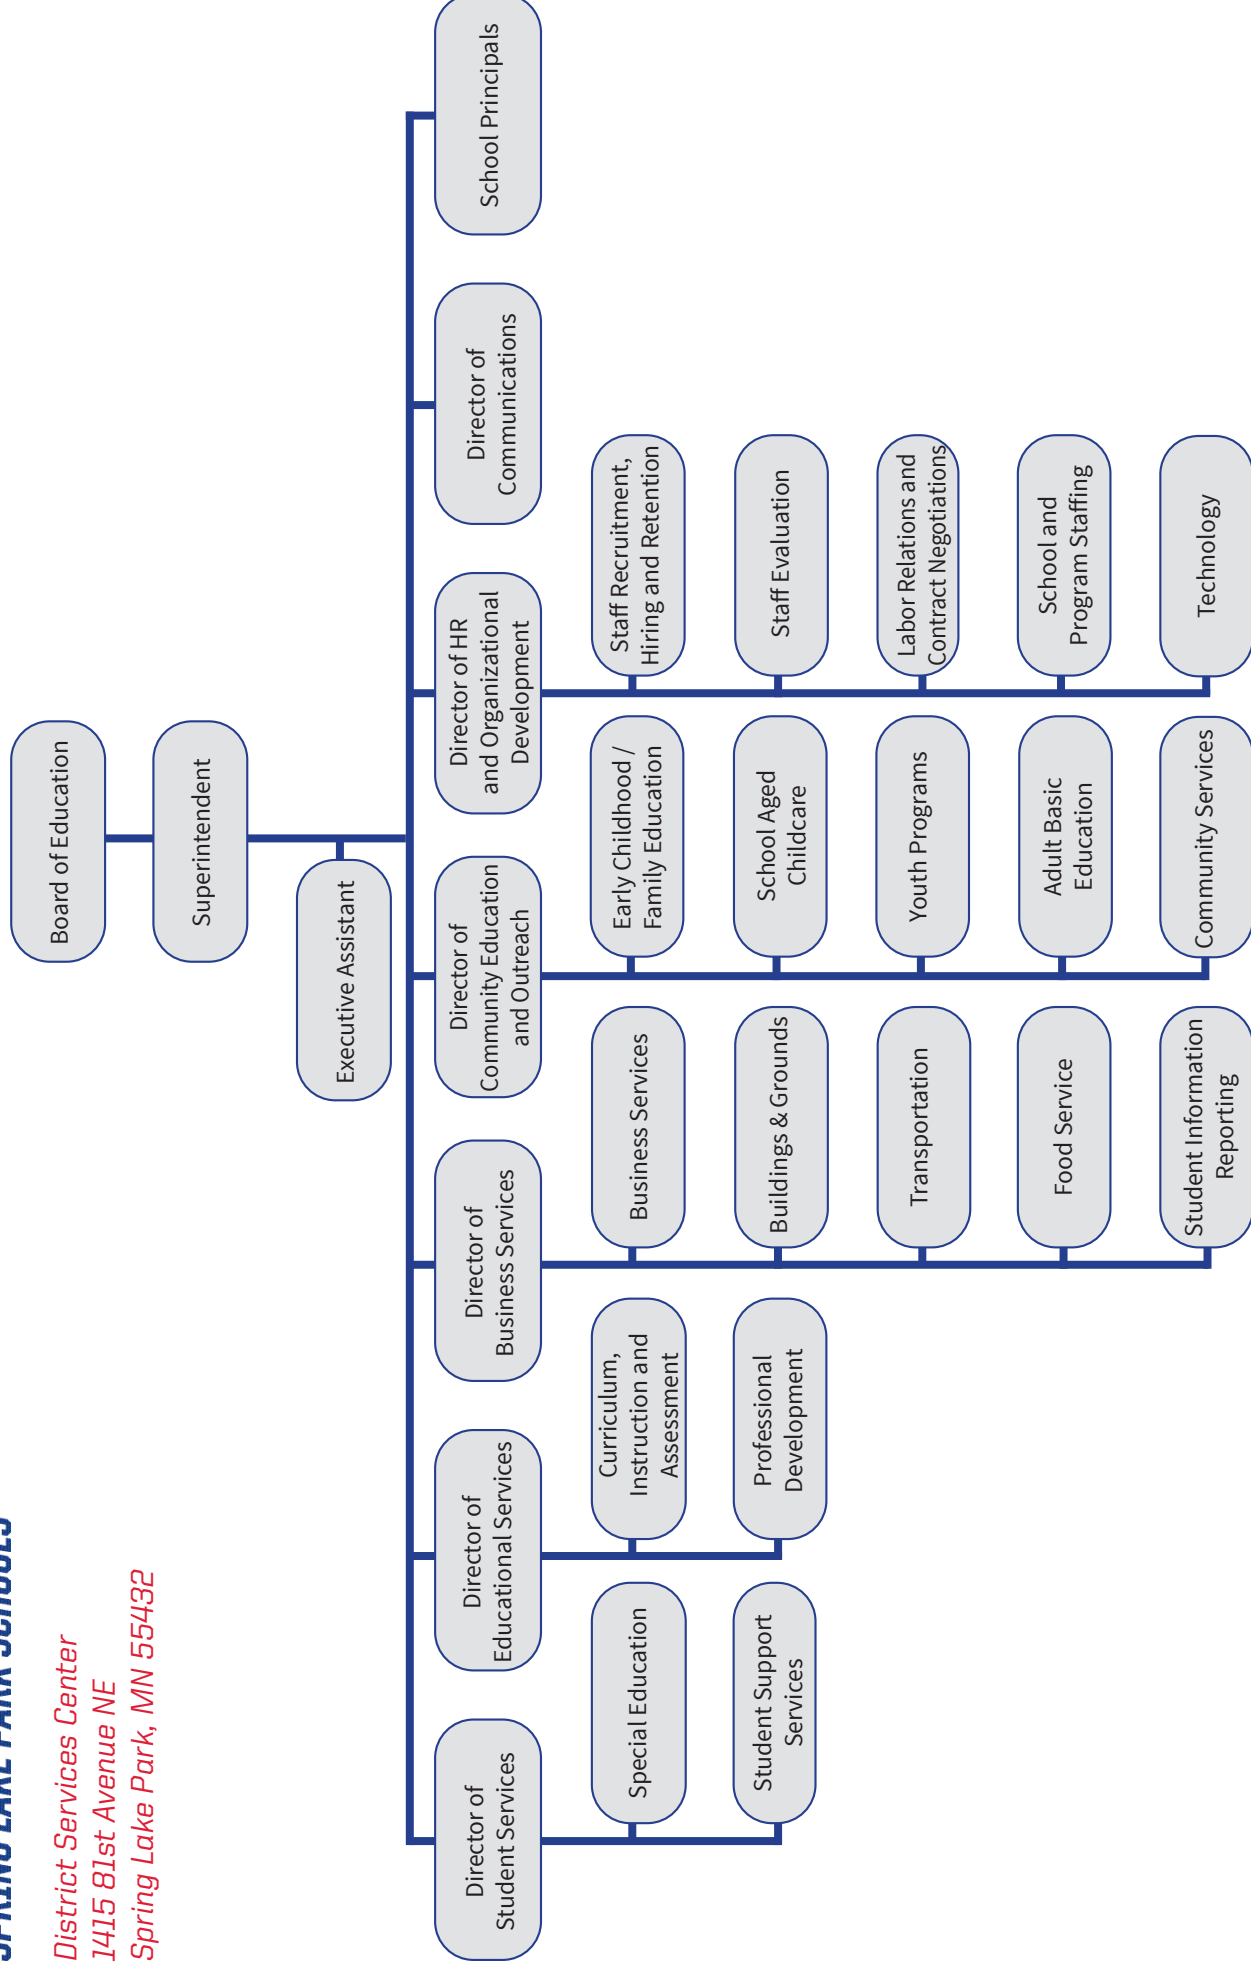 SPRING LAKE PARK SCHOOLS
District Services Center
1415 81st Avenue NE
Spring Lake Park, MN 55432
Board of Education
Superintendent
Executive Assistant
Director of
Student Services
Director of
Educational Services
Director of
Business Services
Director of
Community Education
and Outreach
Director of HR
and Organizational
Development
Director of
Communications
School Principals
Special Education
Student Support
Services
Curriculum,
Instruction and
Assessment
Professional
Development
Business Services
Buildings & Grounds
Transportation
Food Service
Student Information
Reporting
Early Childhood /
Family Education
School Aged
Childcare
Youth Programs
Adult Basic
Education
Community Services
Staff Recruitment,
Hiring and Retention
Staff Evaluation
Labor Relations and
Contract Negotiations
School and
Program Staffing
Technology